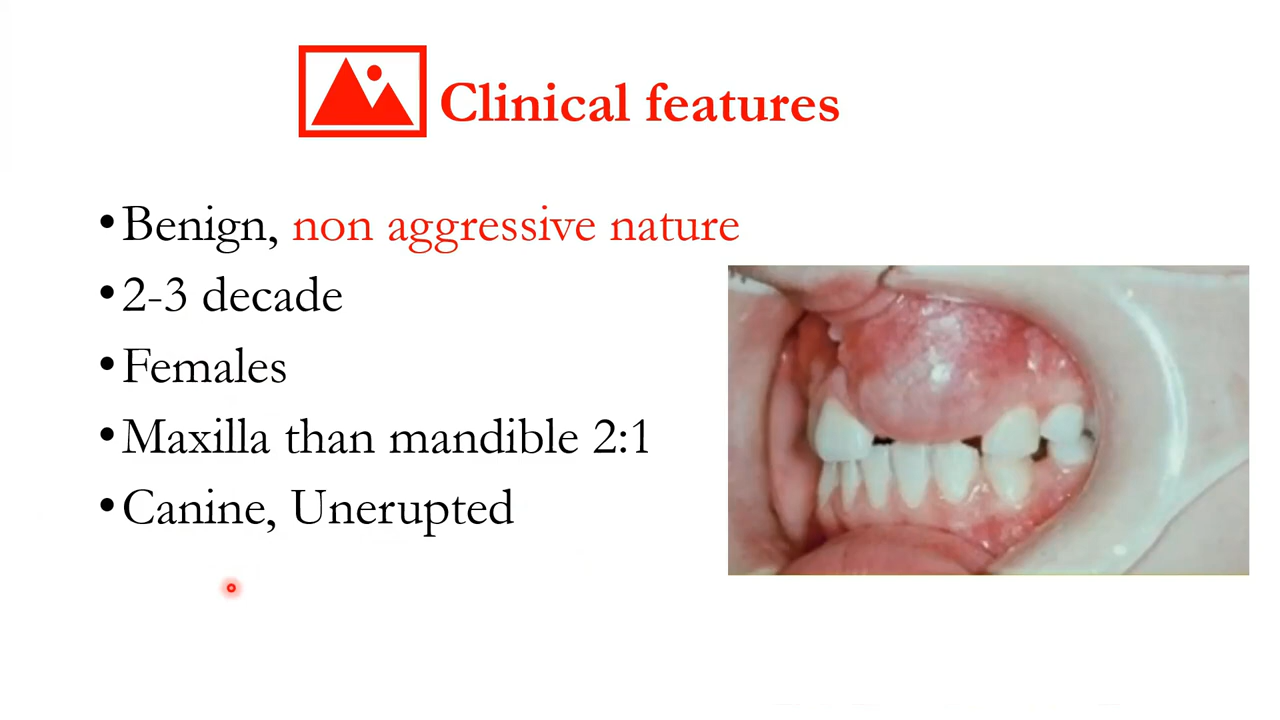 Clinical features
•Benign, non aggressive nature
•2-3 decade
•Females
•Maxilla than mandible 2:1
•Canine, Unerupted